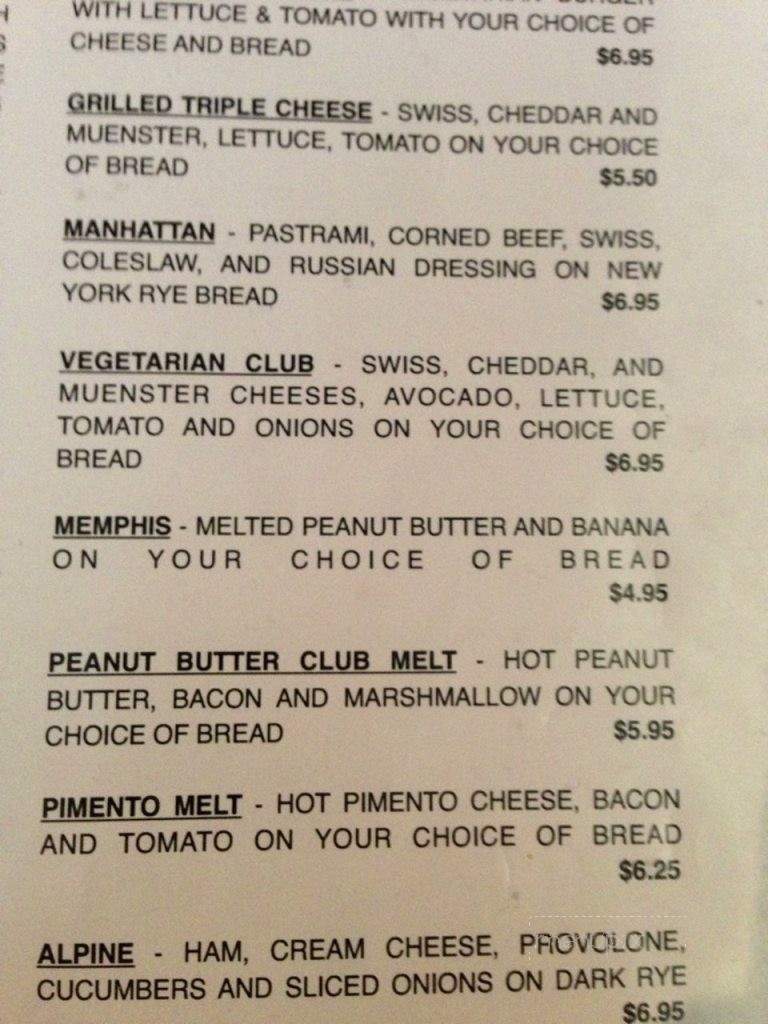 WITH LETTUCE & TOMATO WITH YOUR CHOICE OF
CHEESE AND BREAD $6.95
GRILLED TRIPLE CHEESE - SWISS, CHEDDAR AND
MUENSTER, LETTUCE, TOMATO ON YOUR CHOICE
OF BREAD $5.50
MANHATTAN - PASTRAMI, CORNED BEEF, SWISS,
COLESLAW, AND RUSSIAN DRESSING ON NEW
YORK RYE BREAD $6.95
VEGETARIAN CLUB - SWISS, CHEDDAR, AND
MUENSTER CHEESES, AVOCADO, LETTUCE,
TOMATO AND ONIONS ON YOUR CHOICE OF
BREAD $6.95
MEMPHIS - MELTED PEANUT BUTTER AND BANANA
ON YOUR CHOICE OF BREAD
$4.95
PEANUT BUTTER CLUB MELT - HOT PEANUT
BUTTER, BACON AND MARSHMALLOW ON YOUR
CHOICE OF BREAD $5.95
PIMENTO MELT - HOT PIMENTO CHEESE, BACON
AND TOMATO ON YOUR CHOICE OF BREAD
$6.25
ALPINE - HAM, CREAM CHEESE, PROVOLONE,
CUCUMBERS AND SLICED ONIONS ON DARK RYE
$6.95